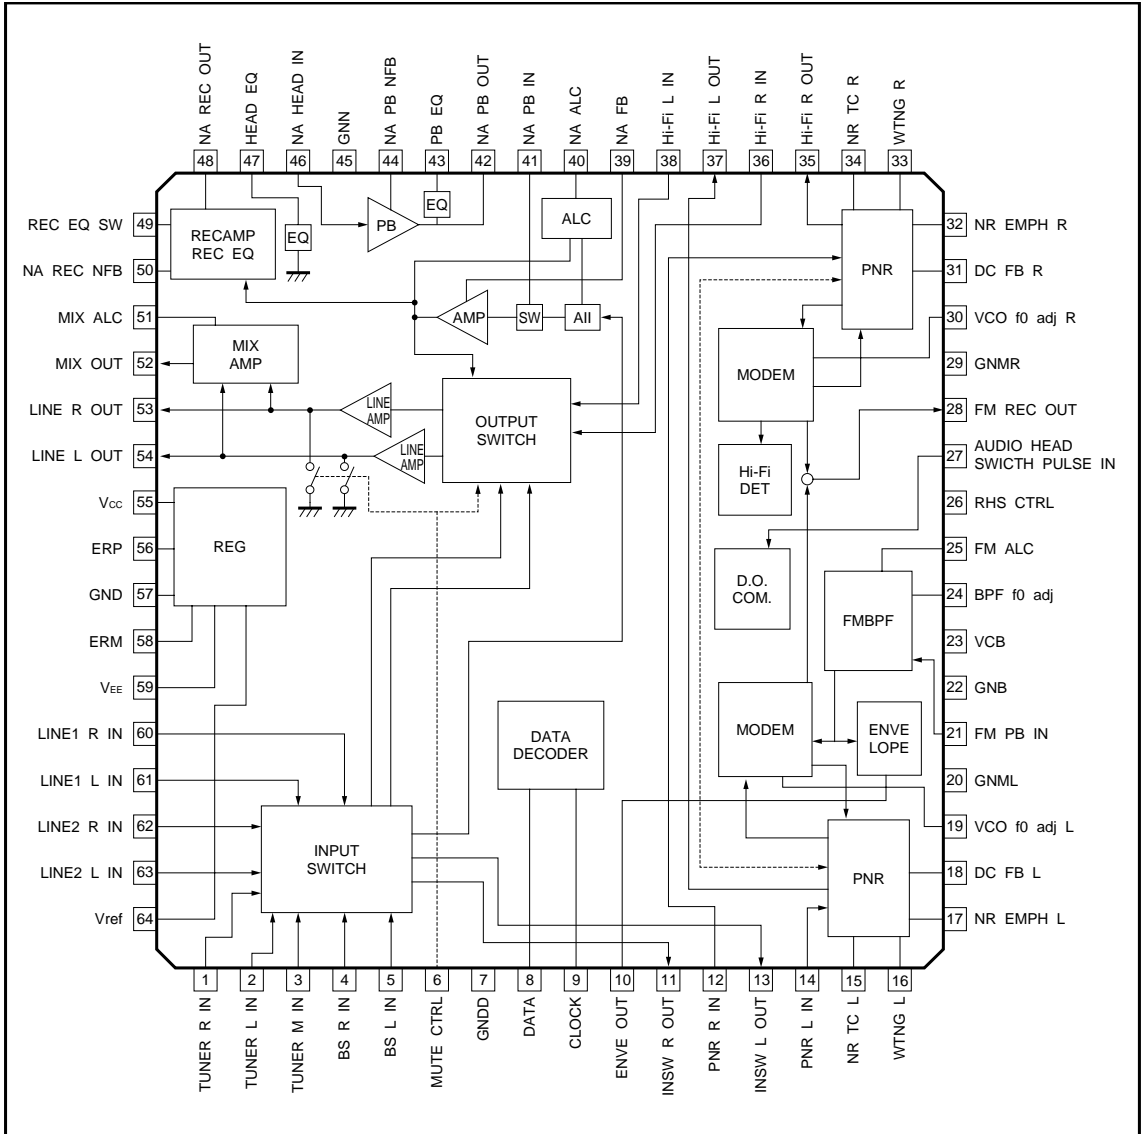 NA REC OUT
HEAD EQ
NA HEAD IN
GNN
NA PB NFB
PB EQ
NA PB OUT
NA PB IN
NA ALC
NA FB
Hi-Fi L IN
Hi-Fi L OUT
Hi-Fi R IN
Hi-Fi R OUT
NR TC R
WTNG R
48 47 46 45 44 43 42 41 40 39 38 37 36 35 34 33
REC EQ SW 49
NA REC NFB 50
MIX ALC 51
MIX OUT 52
LINE R OUT 53
LINE L OUT 54
Vcc 55
ERP 56
GND 57
ERM 58
VEE 59
LINE1 R IN 60
LINE1 L IN 61
LINE2 R IN 62
LINE2 L IN 63
Vref 64
RECAMP
REC EQ
EQ
PB
EQ
ALC
AMP
SW
All
MIX
AMP
LINE
AMP
LINE
AMP
OUTPUT
SWITCH
REG
INPUT
SWITCH
DATA
DECODER
PNR
MODEM
Hi-Fi
DET
D.O.
COM.
FMBPF
MODEM
ENVE
LOPE
PNR
32 NR EMPH R
31 DC FB R
30 VCO f0 adj R
29 GNMR
28 FM REC OUT
27 AUDIO HEAD
SWICTH PULSE IN
26 RHS CTRL
25 FM ALC
24 BPF f0 adj
23 VCB
22 GNB
21 FM PB IN
20 GNML
19 VCO f0 adj L
18 DC FB L
17 NR EMPH L
1 2 3 4 5 6 7 8 9 10 11 12 13 14 15 16
TUNER R IN
TUNER L IN
TUNER M IN
BS R IN
BS L IN
MUTE CTRL
GNDD
DATA
CLOCK
ENVE OUT
INSW R OUT
PNR R IN
INSW L OUT
PNR L IN
NR TC L
WTNG L